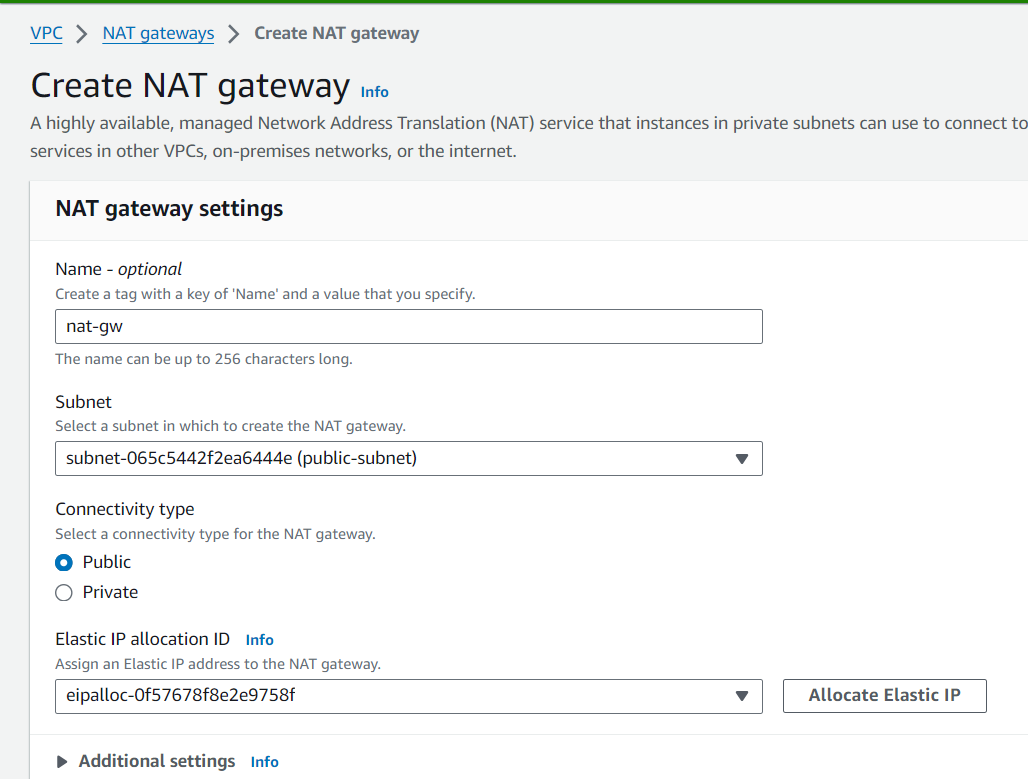 VPC > NAT gateways > Create NAT gateway
Create NAT gateway Info
A highly available, managed Network Address Translation (NAT) service that instances in private subnets can use to connect to
services in other VPCs, on-premises networks, or the internet.
NAT gateway settings
Name - optional
Create a tag with a key of 'Name' and a value that you specify.
nat-gw
The name can be up to 256 characters long.
Subnet
Select a subnet in which to create the NAT gateway.
subnet-065c5442f2ea6444e (public-subnet)
Connectivity type
Select a connectivity type for the NAT gateway.
Public
Private
Elastic IP allocation ID Info
Assign an Elastic IP address to the NAT gateway.
eipalloc-0f57678f8e2e9758f Allocate Elastic IP
Additional settings Info